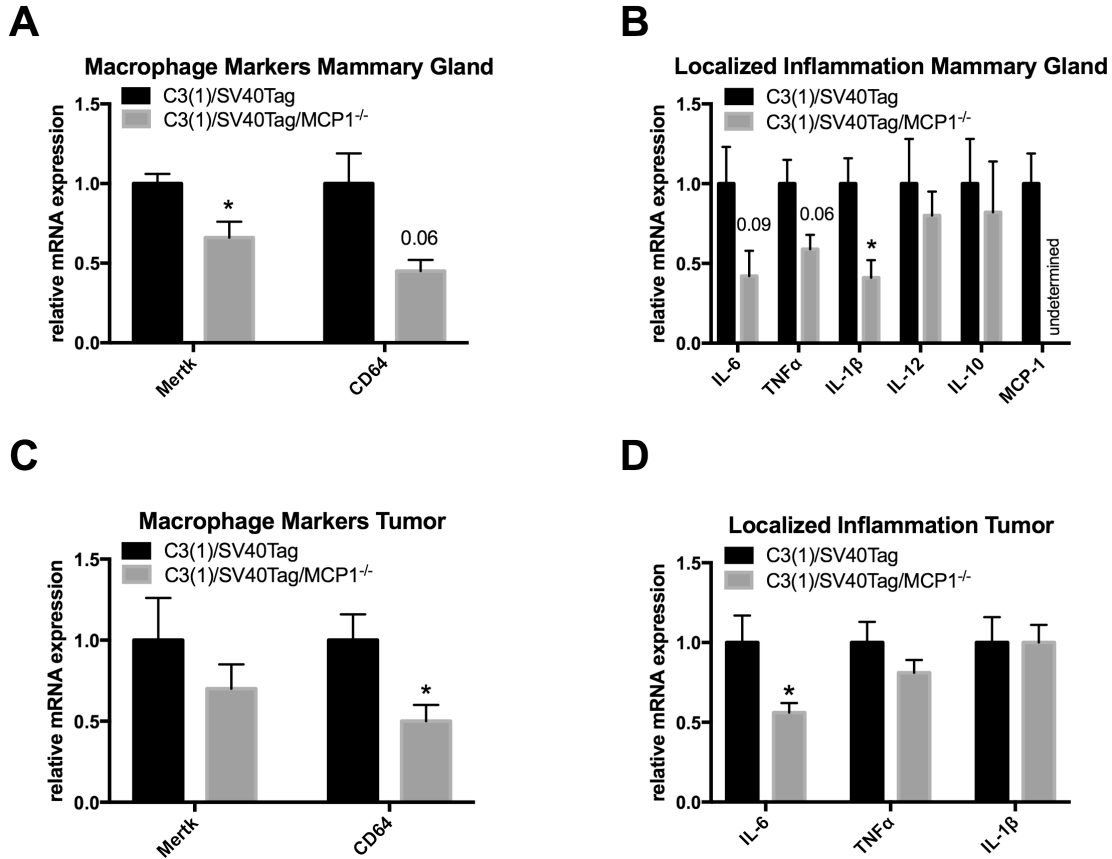 A
Macrophage Markers Mammary Gland
C3(1)/SV40Tag
C3(1)/SV40Tag/MCP1-/-
relative mRNA expression
1.5
1.0
0.5
0.0
*
0.06
Mertk
CD64
B
Localized Inflammation Mammary Gland
C3(1)/SV40Tag
C3(1)/SV40Tag/MCP1-/-
relative mRNA expression
1.5
1.0
0.5
0.0
0.09
0.06
*
undetermined
IL-6
TNFα
IL-1β
IL-12
IL-10
MCP-1
C
Macrophage Markers Tumor
C3(1)/SV40Tag
C3(1)/SV40Tag/MCP1-/-
relative mRNA expression
1.5
1.0
0.5
0.0
*
Mertk
CD64
D
Localized Inflammation Tumor
C3(1)/SV40Tag
C3(1)/SV40Tag/MCP1-/-
relative mRNA expression
1.5
1.0
0.5
0.0
*
IL-6
TNFα
IL-1β